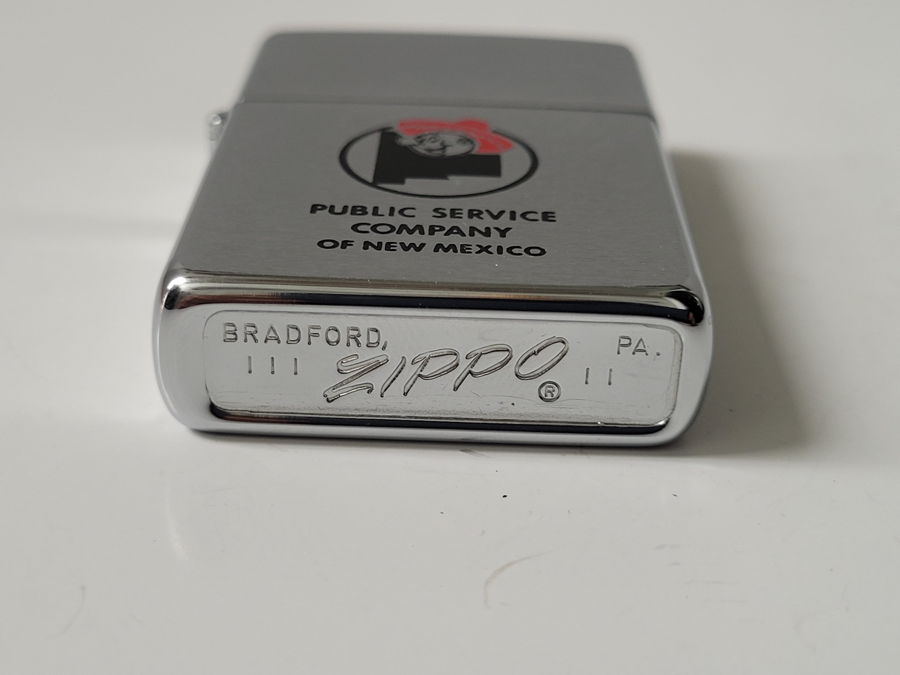 PUBLIC SERVICE
COMPANY
OF NEW MEXICO
BRADFORD, PA.
III ZIPPO ® II